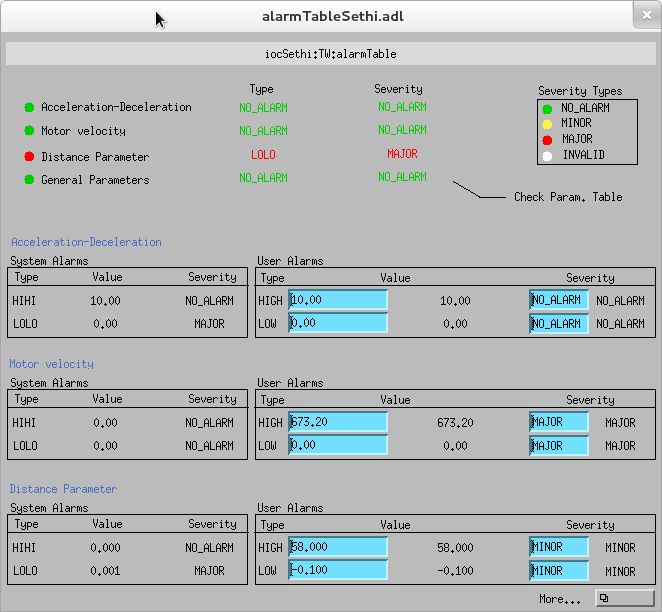 alarmTableSethi.adl
iocSethi:TW:alarmTable
Type Severity Severity Types
Acceleration-Deceleration NO_ALARM NO_ALARM NO_ALARM
Motor velocity NO_ALARM NO_ALARM MINOR
Distance Parameter LOLO MAJOR MAJOR
INVALID
General Parameters NO_ALARM NO_ALARM
Check Param. Table
Acceleration-Deceleration
System Alarms User Alarms
Type Value Severity Type Value Severity
HIHI 10.00 NO_ALARM HIGH 10.00 10.00 NO_ALARM NO_ALARM
LOLO 0.00 MAJOR LOW 0.00 0.00 NO_ALARM NO_ALARM
Motor velocity
System Alarms User Alarms
Type Value Severity Type Value Severity
HIHI 0.00 NO_ALARM HIGH 673.20 673.20 MAJOR MAJOR
LOLO 0.00 NO_ALARM LOW 0.00 0.00 MAJOR MAJOR
Distance Parameter
System Alarms User Alarms
Type Value Severity Type Value Severity
HIHI 0.000 NO_ALARM HIGH 58.000 58.000 MINOR MINOR
LOLO 0.001 MAJOR LOW -0.100 -0.100 MINOR MINOR
More...